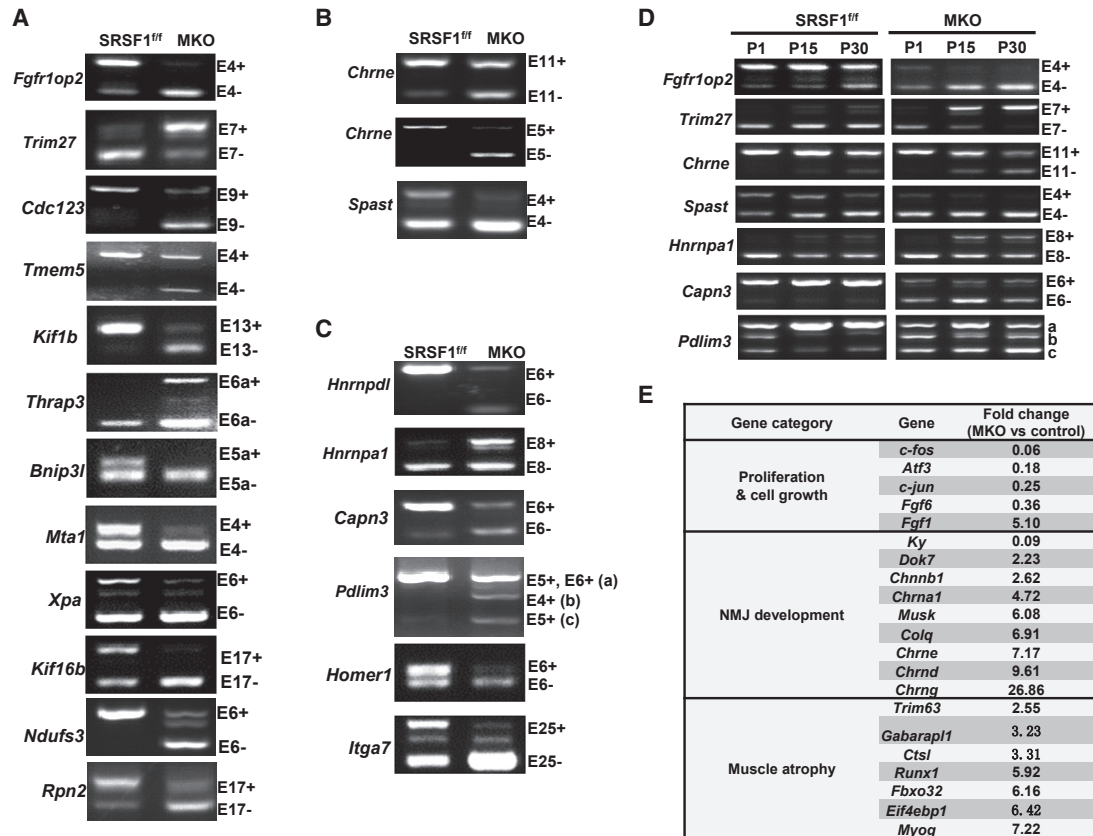 A
SRSF1f/f MKO
Fgfr1op2 E4+
E4-
Trim27 E7+
E7-
Cdc123 E9+
E9-
Tmem5 E4+
E4-
Kif1b E13+
E13-
Thrap3 E6a+
E6a-
Bnip3l E5a+
E5a-
Mta1 E4+
E4-
Xpa E6+
E6-
Kif16b E17+
E17-
Ndufs3 E6+
E6-
Rpn2 E17+
E17-
B
SRSF1f/f MKO
Chrne E11+
E11-
Chrne E5+
E5-
Spast E4+
E4-
C
SRSF1f/f MKO
Hnrnpdl E6+
E6-
Hnrnpa1 E8+
E8-
Capn3 E6+
E6-
Pdlim3 E5+, E6+ (a)
E4+ (b)
E5+ (c)
Homer1 E6+
E6-
Itga7 E25+
E25-
D
SRSF1f/f MKO
P1 P15 P30 P1 P15 P30
Fgfr1op2 E4+
E4-
Trim27 E7+
E7-
Chrne E11+
E11-
Spast E4+
E4-
Hnrnpa1 E8+
E8-
Capn3 E6+
E6-
Pdlim3 a
b
c
E
Gene category Gene Fold change
(MKO vs control)
Proliferation
& cell growth
c-fos 0.06
Atf3 0.18
c-jun 0.25
Fgf6 0.36
Fgf1 5.10
NMJ development
Ky 0.09
Dok7 2.23
Chnnb1 2.62
Chrna1 4.72
Musk 6.08
Colq 6.91
Chrne 7.17
Chrnd 9.61
Chrng 26.86
Muscle atrophy
Trim63 2.55
Gabarapl1 3.23
Ctsl 3.31
Runx1 5.92
Fbxo32 6.16
Eif4ebp1 6.42
Myog 7.22